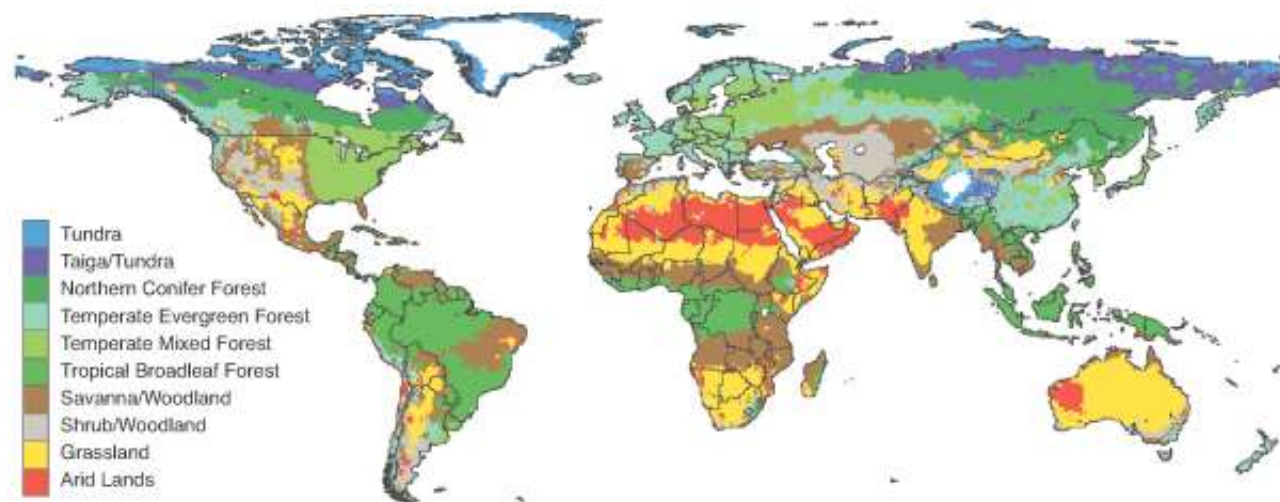 Tundra
Taiga/Tundra
Northern Conifer Forest
Temperate Evergreen Forest
Temperate Mixed Forest
Tropical Broadleaf Forest
Savanna/Woodland
Shrub/Woodland
Grassland
Arid Lands